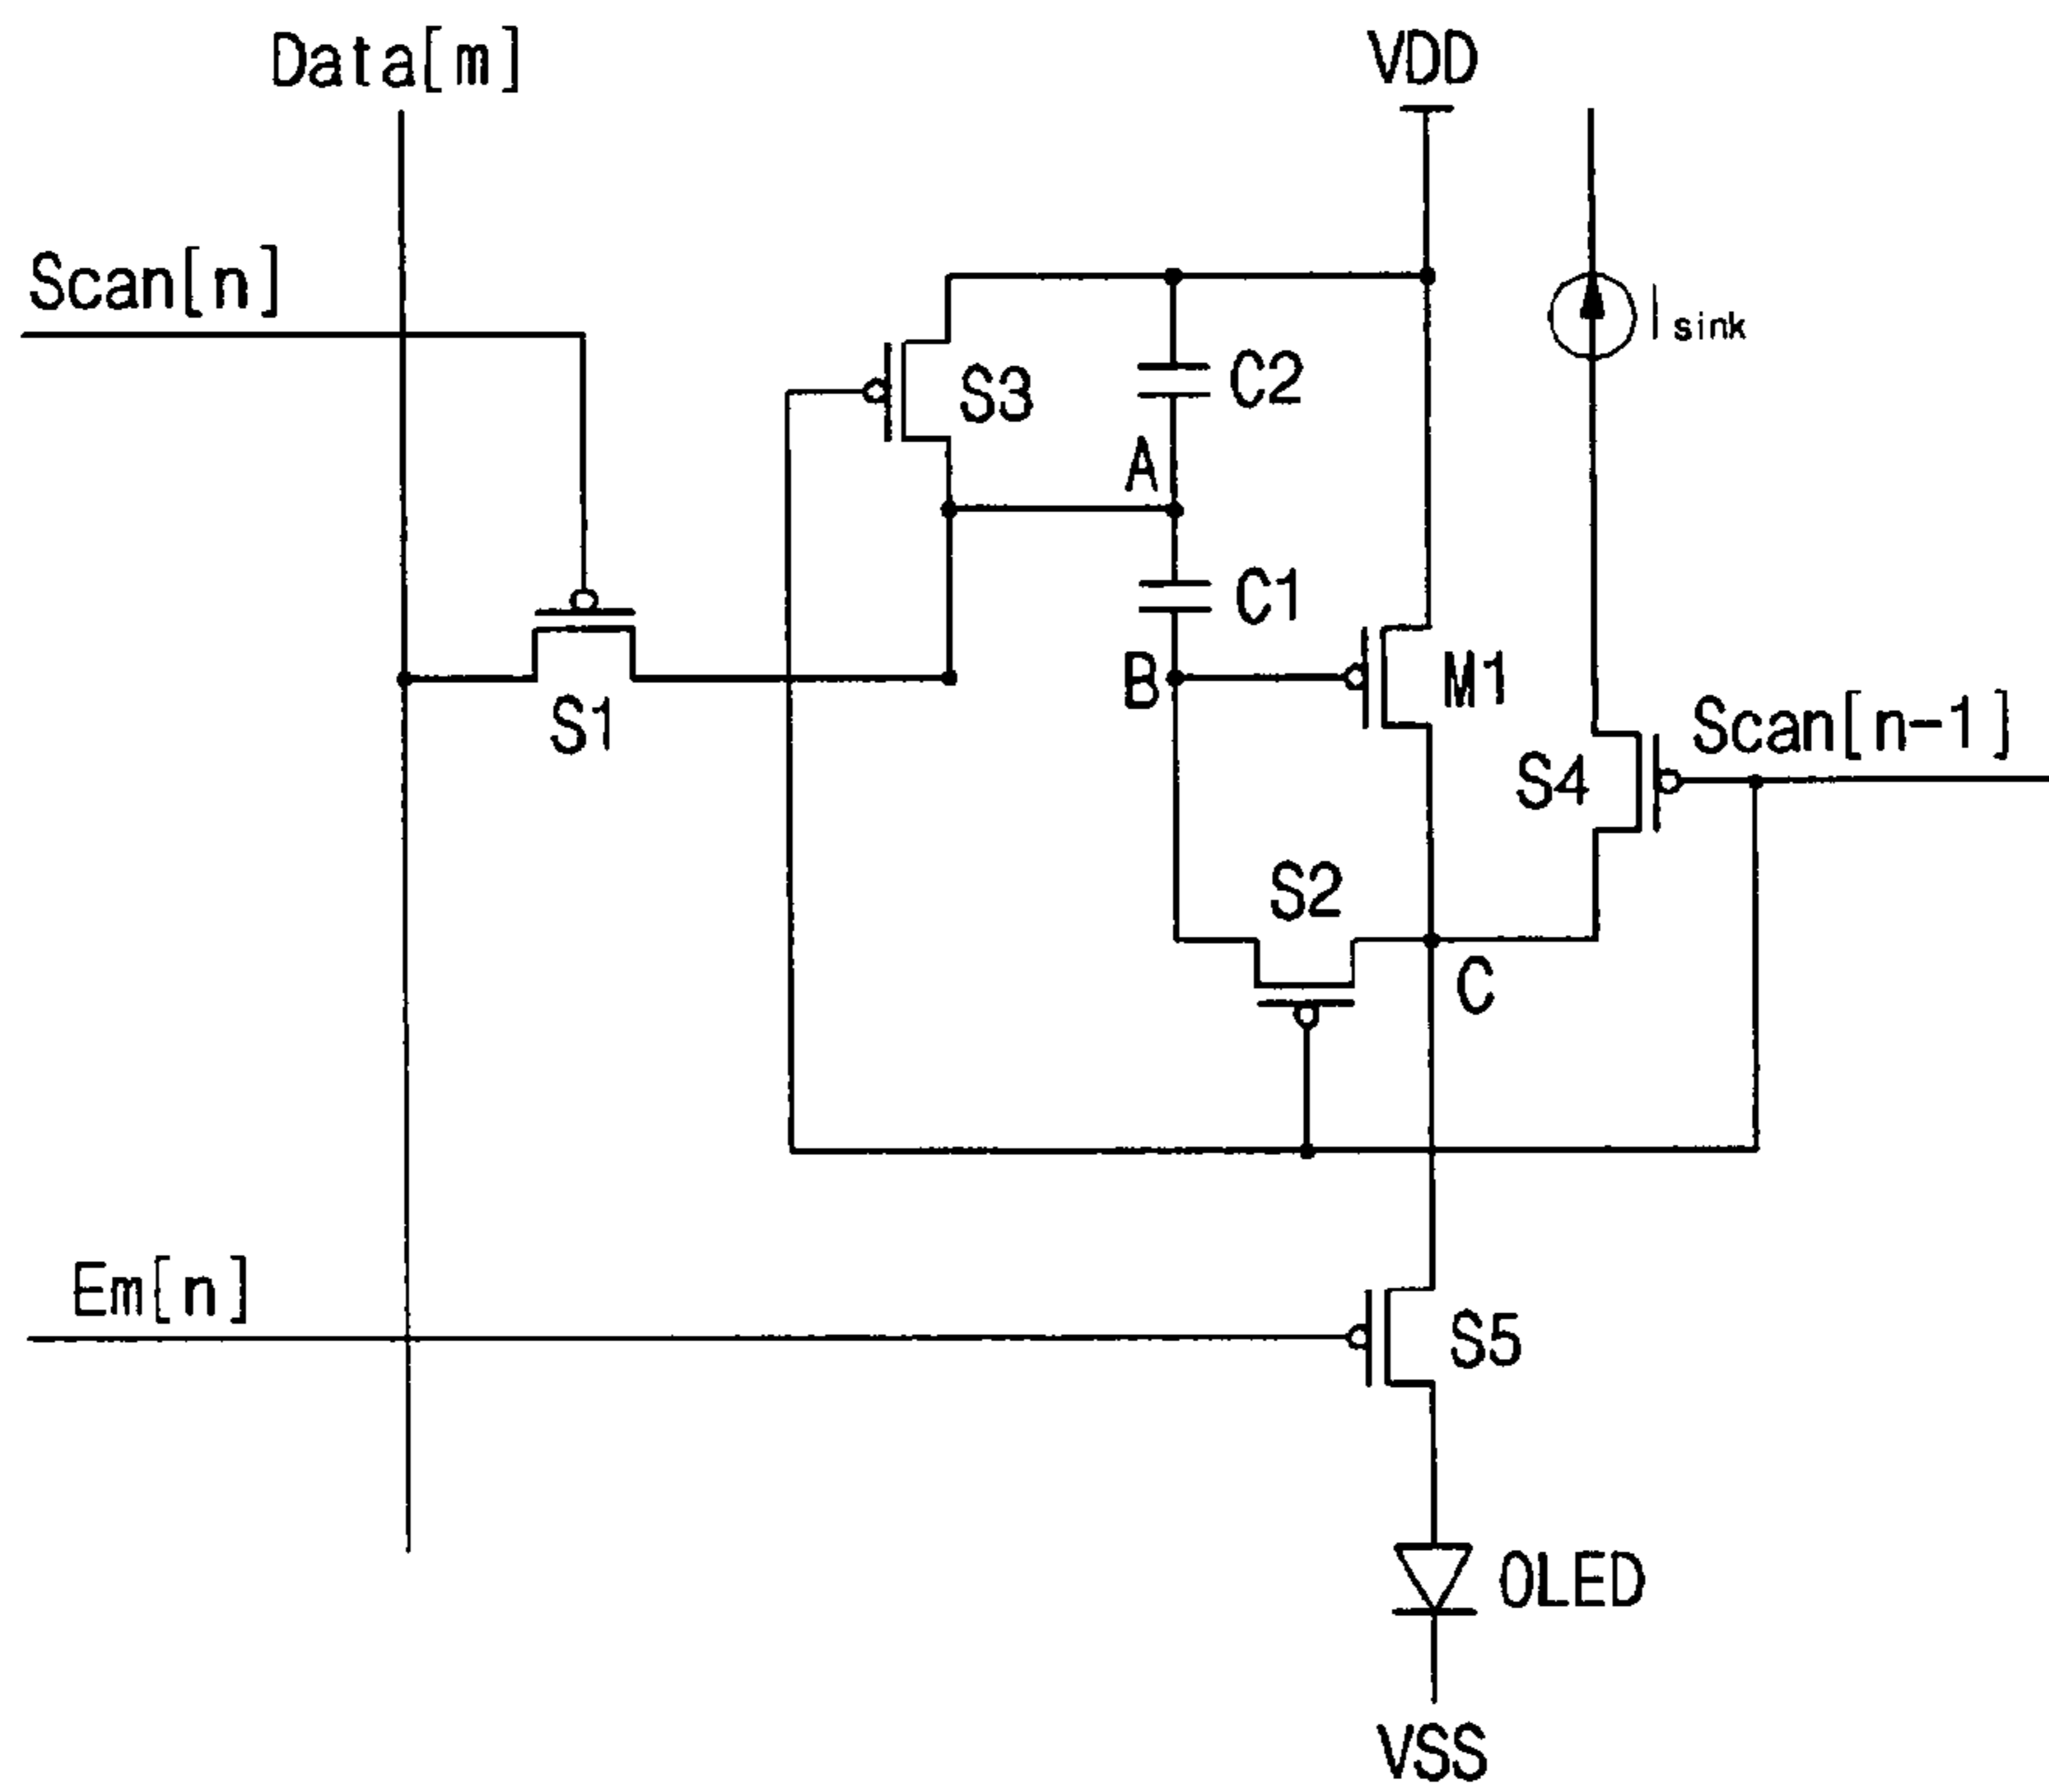 Data[m]
VDD
Scan[n]
Isink
S3
C2
A
C1
B
M1
S1
Scan[n-1]
S4
S2
C
Em[n]
S5
OLED
VSS